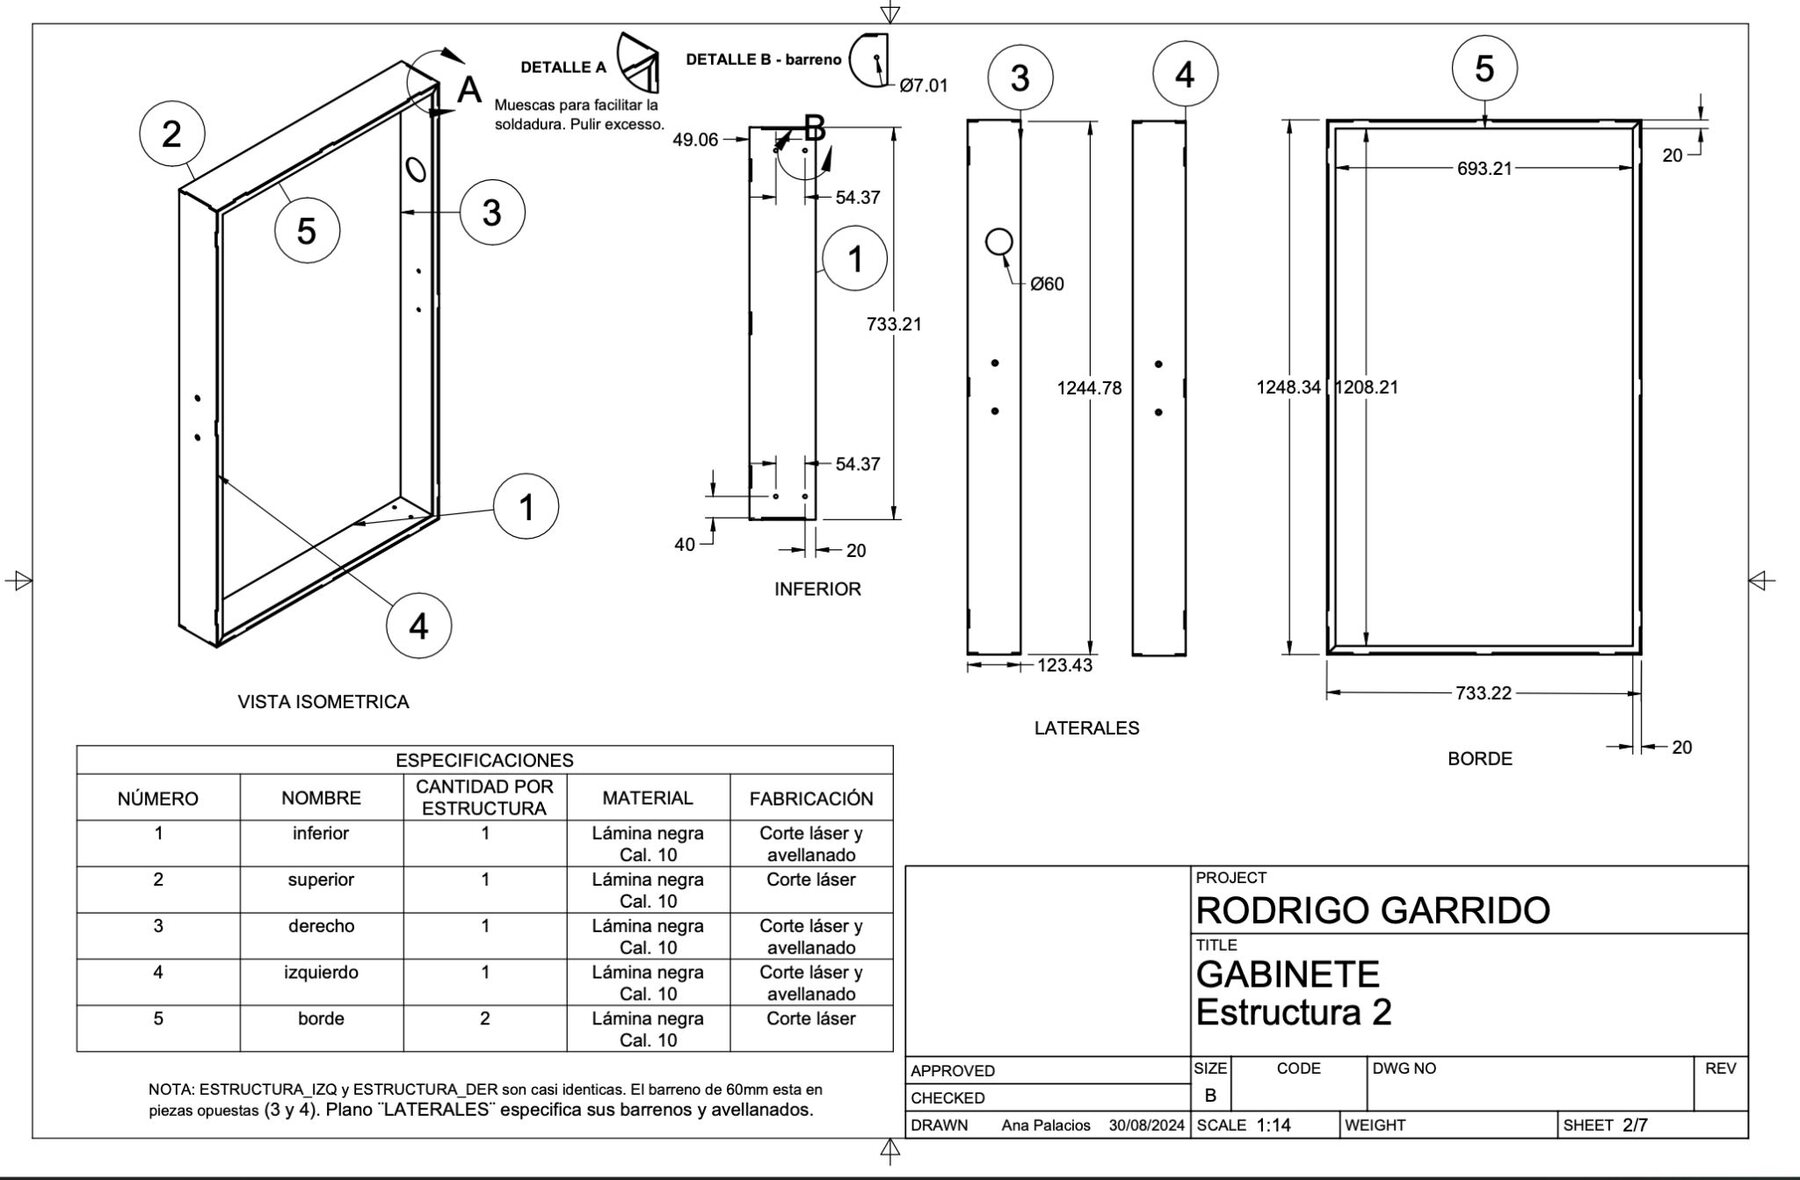 DETALLE A
Muescas para facilitar la
soldadura. Pulir excesso.
DETALLE B - barreno
Ø7.01
A
2
5
3
4
1
VISTA ISOMETRICA
B
49.06
54.37
1
733.21
54.37
40
20
INFERIOR
3
4
Ø60
1244.78
123.43
LATERALES
5
20
693.21
1248.34
1208.21
733.22
20
BORDE
ESPECIFICACIONES
NÚMERO NOMBRE CANTIDAD POR ESTRUCTURA MATERIAL FABRICACIÓN
1 inferior 1 Lámina negra Cal. 10 Corte láser y avellanado
2 superior 1 Lámina negra Cal. 10 Corte láser
3 derecho 1 Lámina negra Cal. 10 Corte láser y avellanado
4 izquierdo 1 Lámina negra Cal. 10 Corte láser y avellanado
5 borde 2 Lámina negra Cal. 10 Corte láser
NOTA: ESTRUCTURA_IZQ y ESTRUCTURA_DER son casi identicas. El barreno de 60mm esta en
piezas opuestas (3 y 4). Plano ¨LATERALES¨ especifica sus barrenos y avellanados.
PROJECT
RODRIGO GARRIDO
TITLE
GABINETE
Estructura 2
APPROVED
CHECKED
DRAWN Ana Palacios 30/08/2024
SIZE CODE DWG NO REV
B
SCALE 1:14 WEIGHT SHEET 2/7